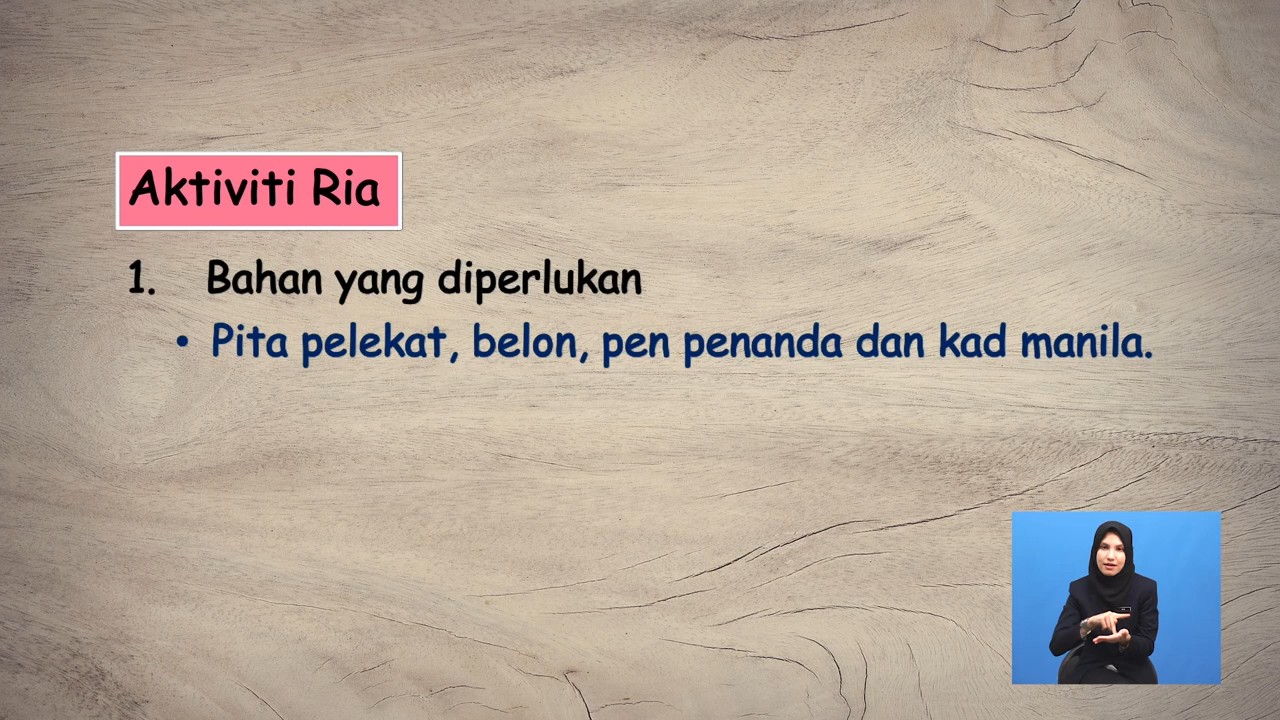 Aktiviti Ria
1. Bahan yang diperlukan
• Pita pelekat, belon, pen penanda dan kad manila.